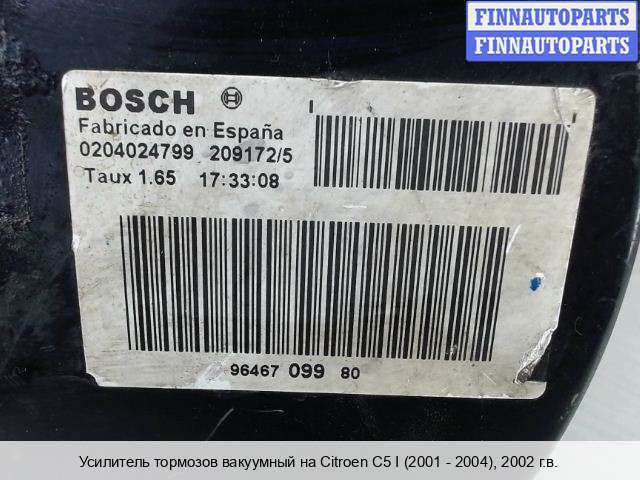 FINNAUTOPARTS
FINNAUTOPARTS
BOSCH
Fabricado en España
0204024799 209172/5
Taux 1.65 17:33:08
96467 099 80
Усилитель тормозов вакуумный на Citroen C5 I (2001 - 2004), 2002 г.в.